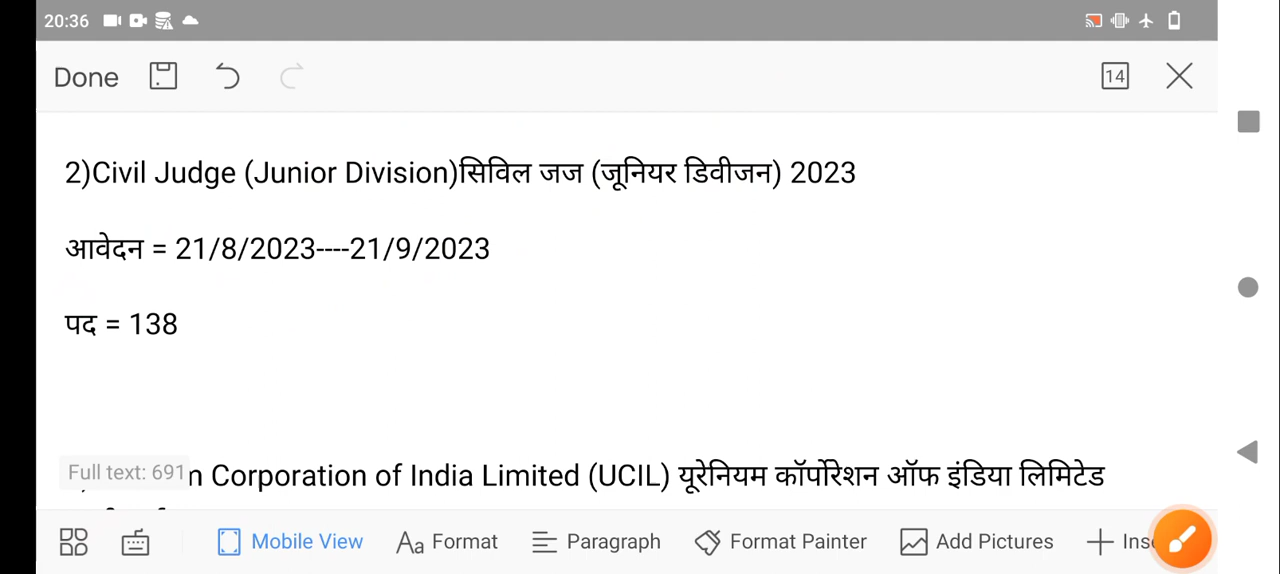 20:36
Done
14
2)Civil Judge (Junior Division)सिविल जज (जूनियर डिवीजन) 2023
आवेदन = 21/8/2023----21/9/2023
पद = 138
Full text: 691
Corporation of India Limited (UCIL) यूरेनियम कॉर्पोरेशन ऑफ इंडिया लिमिटेड
Mobile View Aa Format Paragraph Format Painter Add Pictures